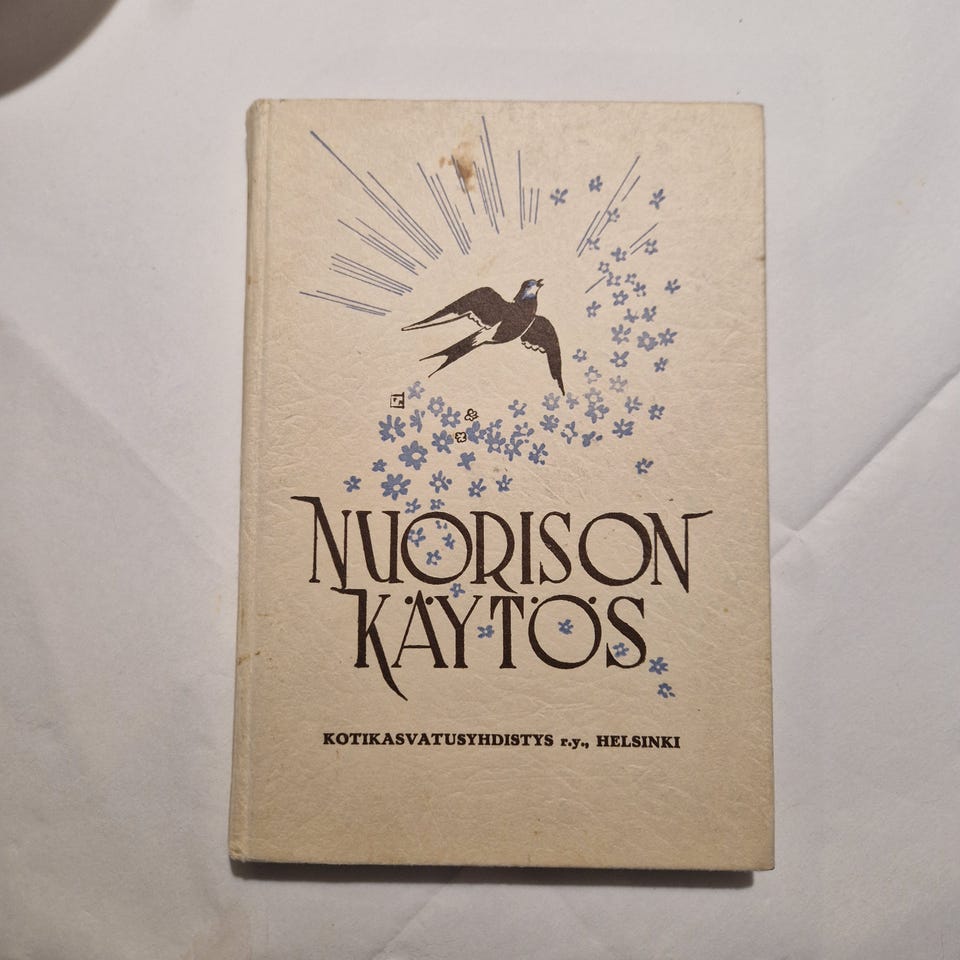 NUORISON
KÄYTÖS
KOTIKASVATUSYHDISTYS r.y., HELSINKI